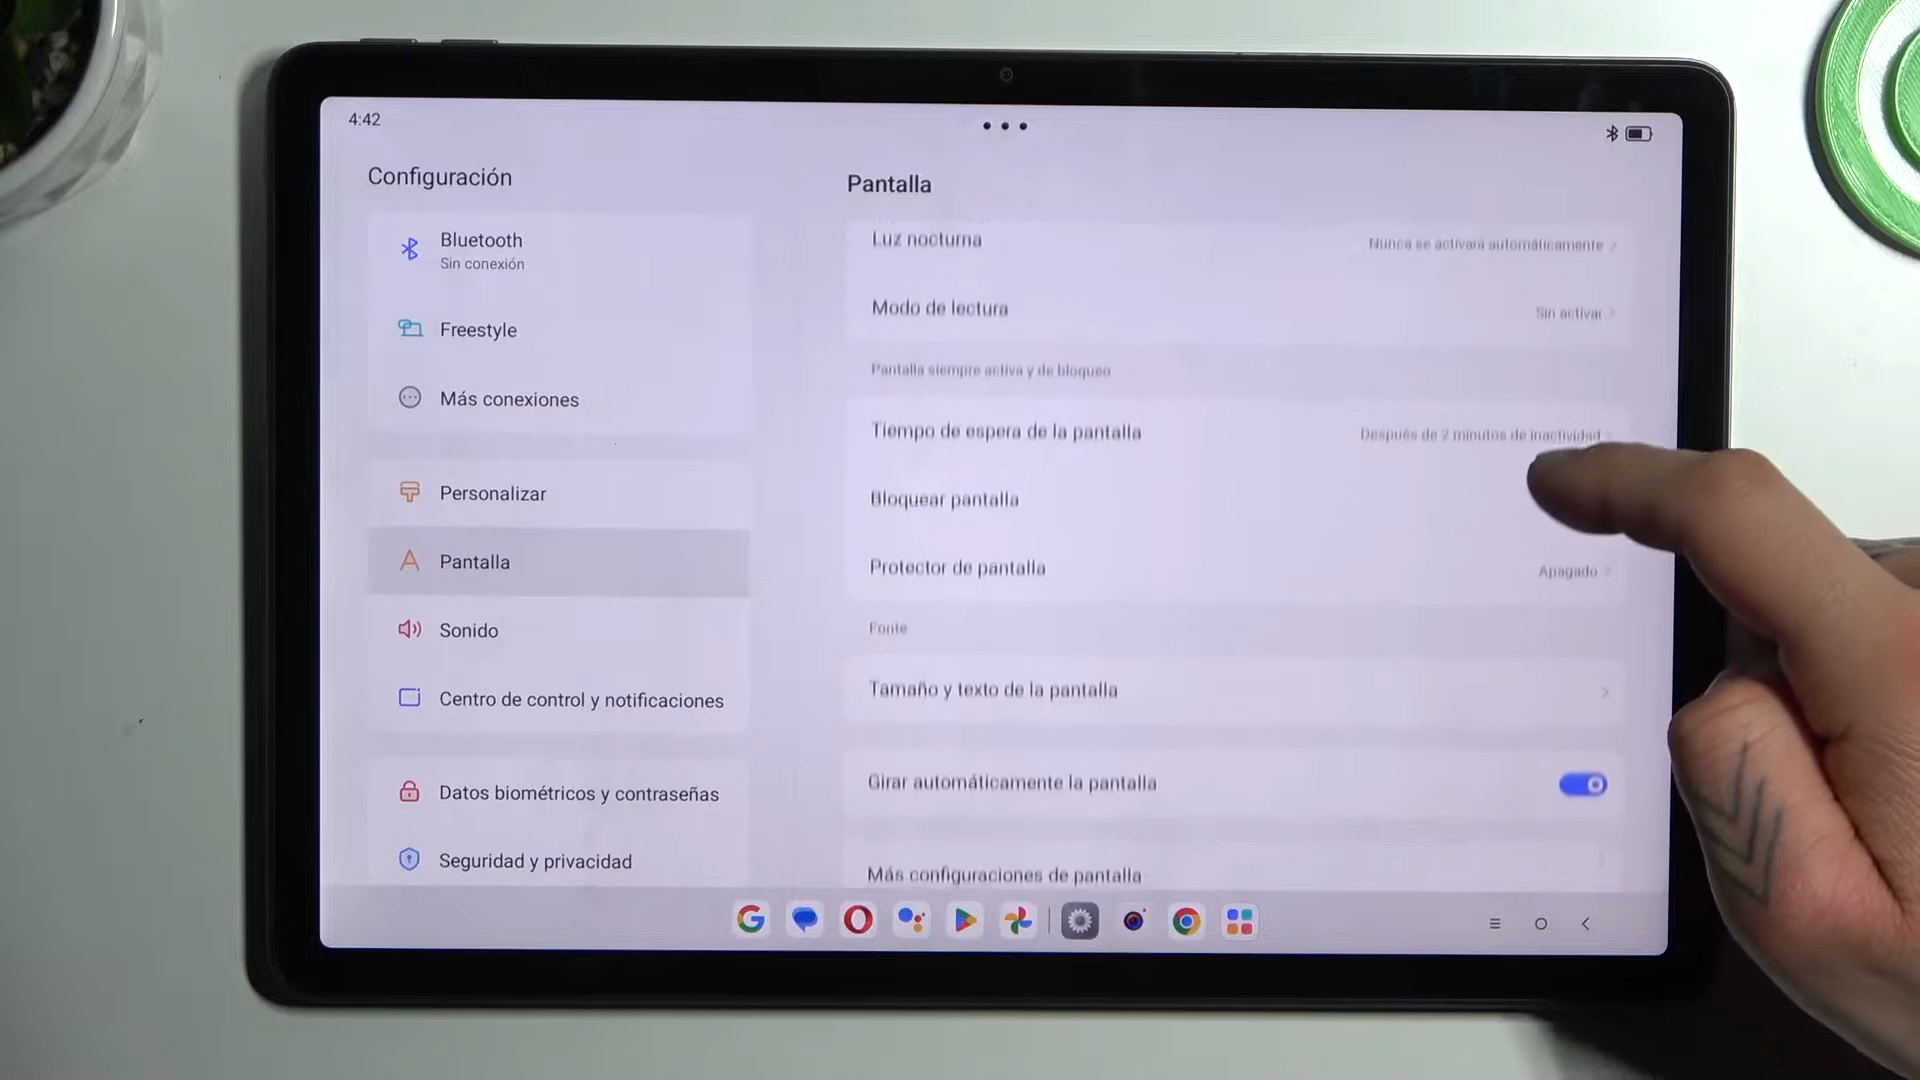 4:42
Configuración
Bluetooth
Sin conexión
Freestyle
Más conexiones
Personalizar
Pantalla
Sonido
Centro de control y notificaciones
Datos biométricos y contraseñas
Seguridad y privacidad
Pantalla
Luz nocturna
Nunca se activará automáticamente
Modo de lectura
Sin activar
Pantalla siempre activa y de bloqueo
Tiempo de espera de la pantalla
Después de 2 minutos de inactividad
Bloquear pantalla
Protector de pantalla
Apagado
Fonte
Tamaño y texto de la pantalla
Girar automáticamente la pantalla
Más configuraciones de pantalla